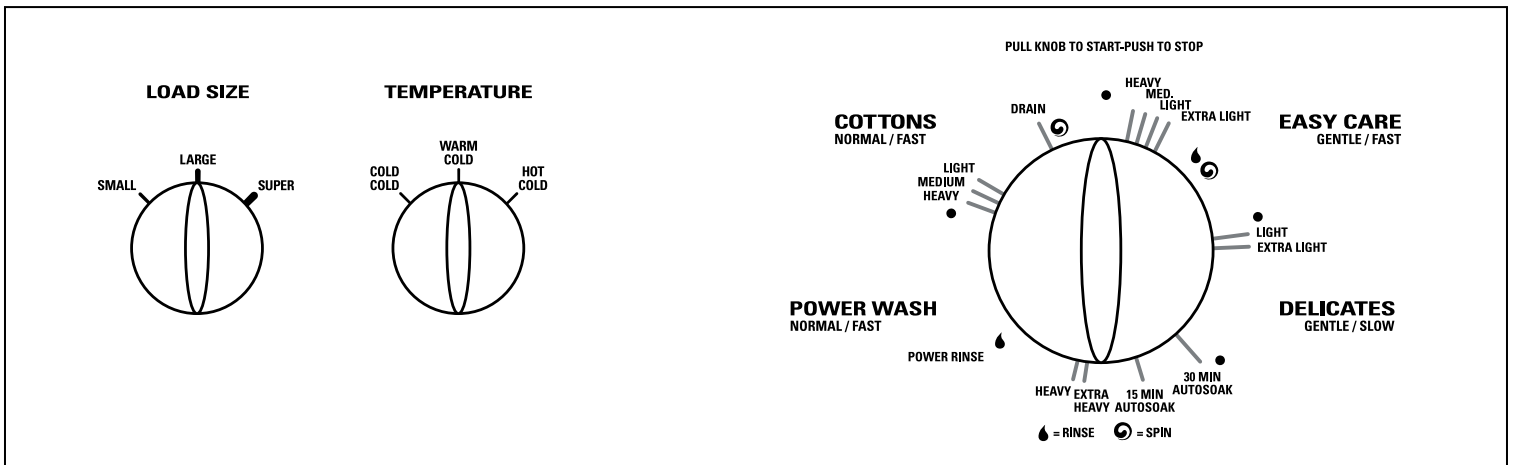 LOAD SIZE
SMALL
LARGE
SUPER
TEMPERATURE
COLD
COLD
WARM
COLD
HOT
COLD
PULL KNOB TO START-PUSH TO STOP
COTTONS
NORMAL / FAST
LIGHT
MEDIUM
HEAVY
DRAIN
HEAVY
MED.
LIGHT
EXTRA LIGHT
EASY CARE
GENTLE / FAST
LIGHT
EXTRA LIGHT
DELICATES
GENTLE / SLOW
30 MIN
AUTOSOAK
15 MIN
AUTOSOAK
POWER WASH
NORMAL / FAST
POWER RINSE
HEAVY
EXTRA
HEAVY
= RINSE
= SPIN